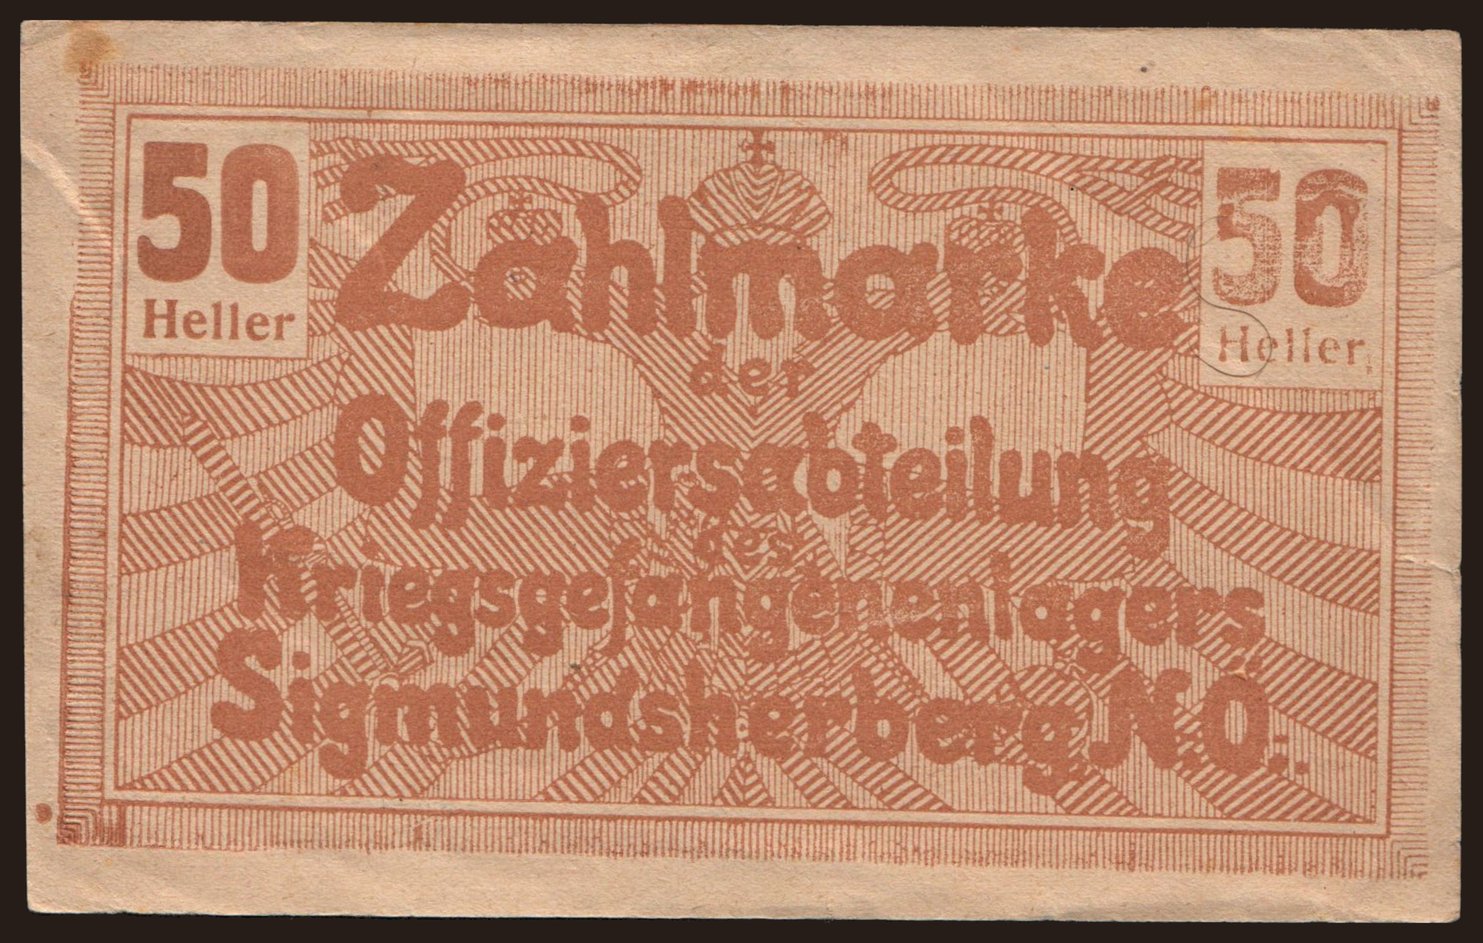 50
Heller
50
Heller
Zahlmarke
der
Offiziersabteilung
des
Kriegsgefangenenlagers
Sigmundsherberg, N.Ö.